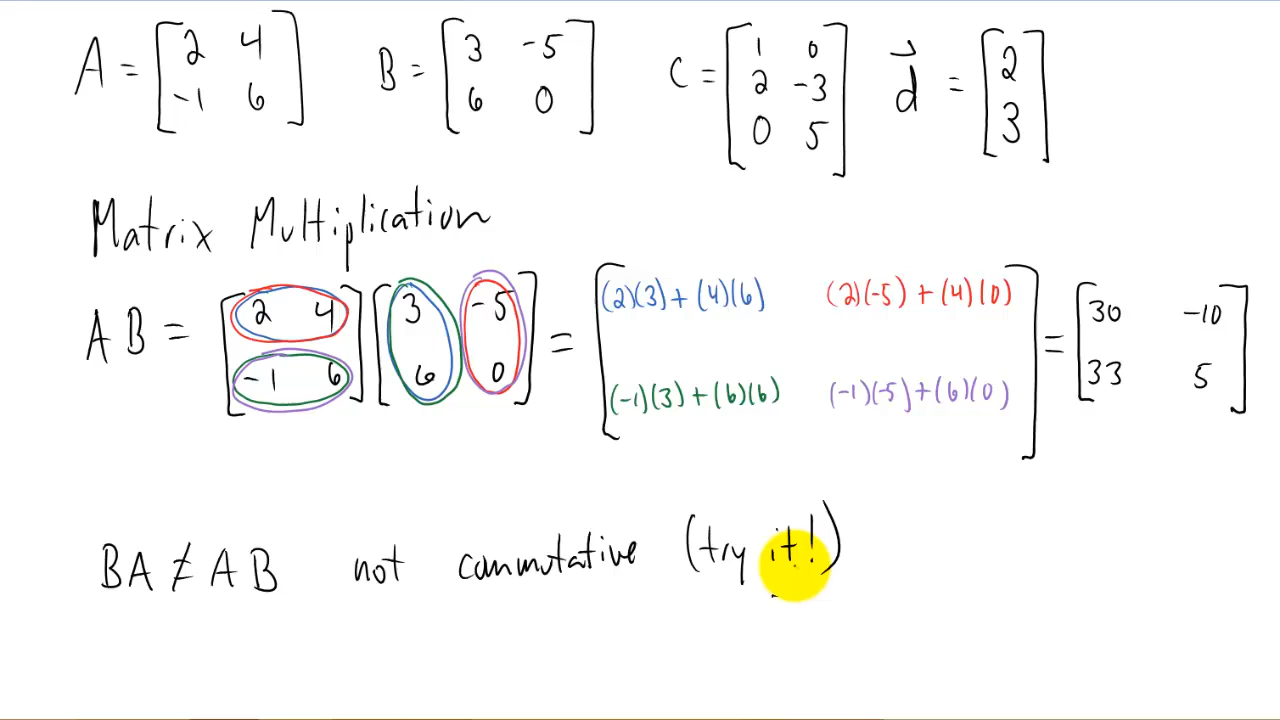 A = [2 4; -1 6] B = [3 -5; 6 0] C = [1 0; 2 -3; 0 5] d⃗ = [2; 3]
Matrix Multiplication
AB = [2 4; -1 6] [3 -5; 6 0] = [(2)(3) + (4)(6) (2)(-5) + (4)(0); (-1)(3) + (6)(6) (-1)(-5) + (6)(0)] = [30 -10; 33 5]
BA ≠ AB not commutative (try it!)